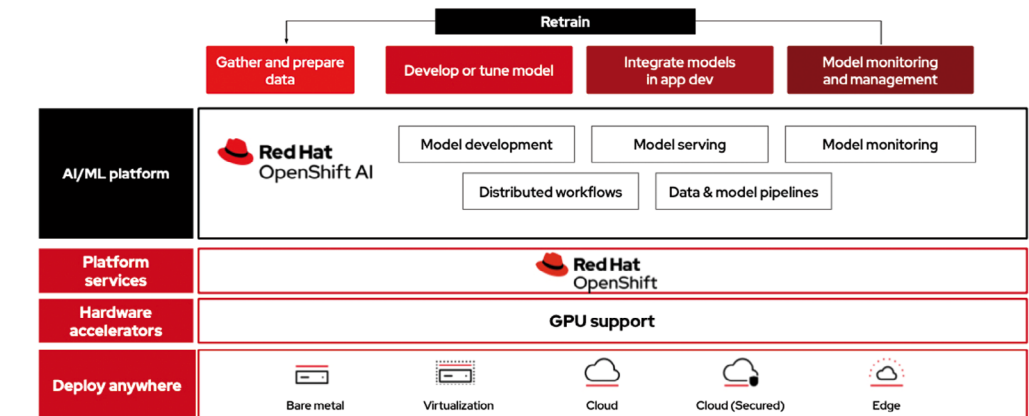 Retrain
Gather and prepare
data
Develop or tune model
Integrate models
in app dev
Model monitoring
and management
AI/ML platform
Red Hat
OpenShift AI
Model development
Model serving
Model monitoring
Distributed workflows
Data & model pipelines
Platform
services
Red Hat
OpenShift
Hardware
accelerators
GPU support
Deploy anywhere
Bare metal
Virtualization
Cloud
Cloud (Secured)
Edge